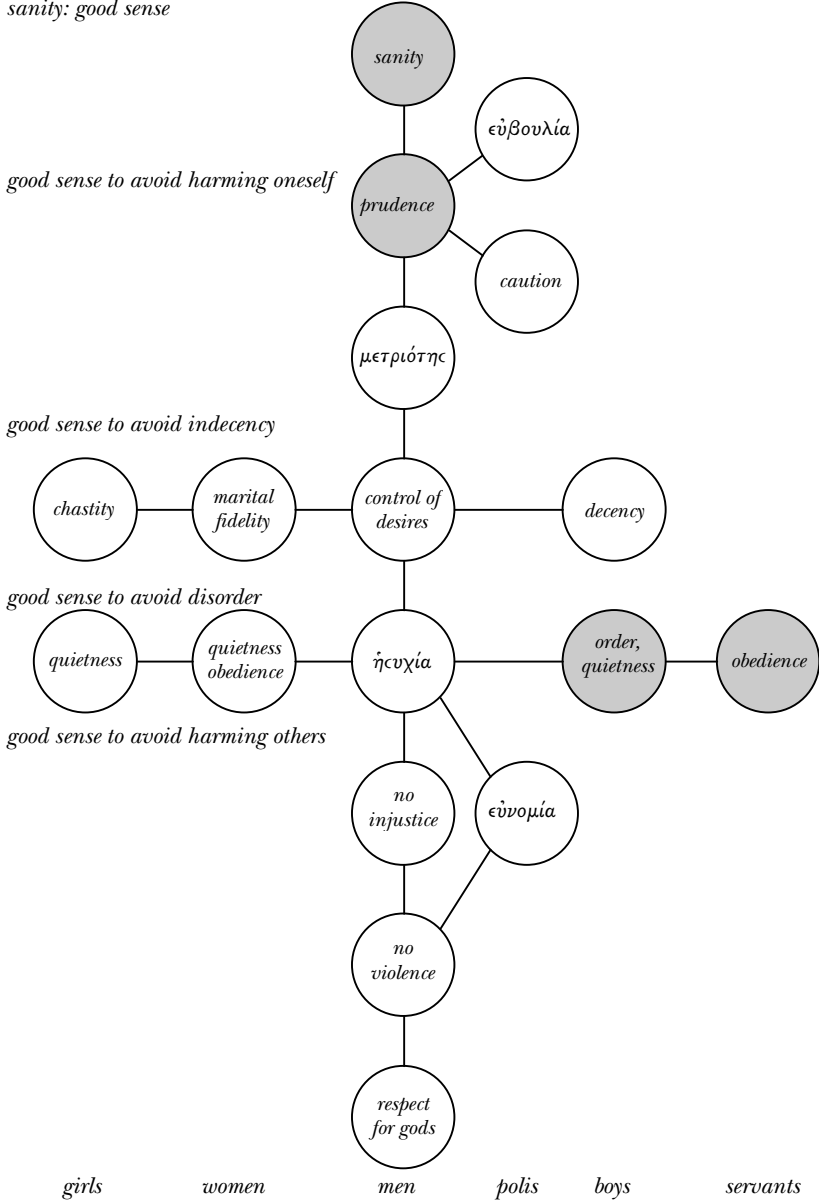 sanity: good sense
sanity
εὐβουλία
good sense to avoid harming oneself
prudence
caution
μετριότηϲ
good sense to avoid indecency
chastity
marital
fidelity
control of
desires
decency
good sense to avoid disorder
quietness
quietness
obedience
ἡϲυχία
order,
quietness
obedience
good sense to avoid harming others
no
injustice
εὐνομία
no
violence
respect
for gods
girls women men polis boys servants